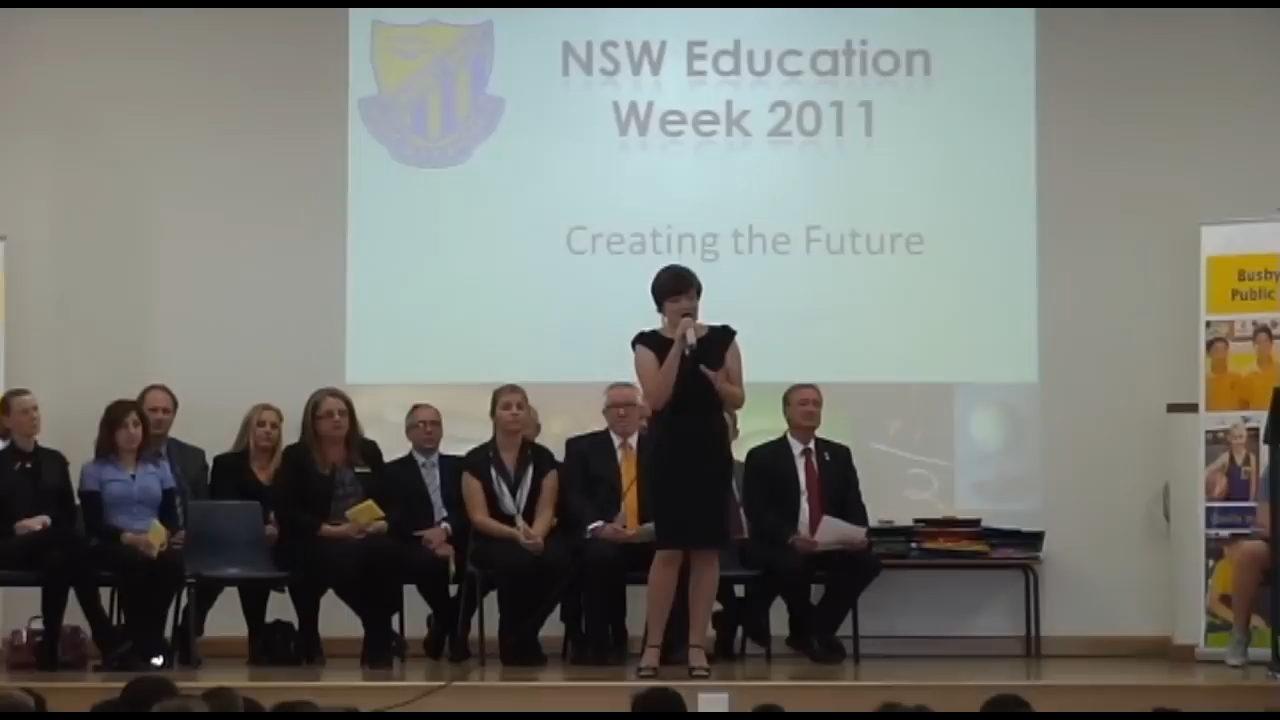 NSW Education
Week 2011
Creating the Future
Busby
Public